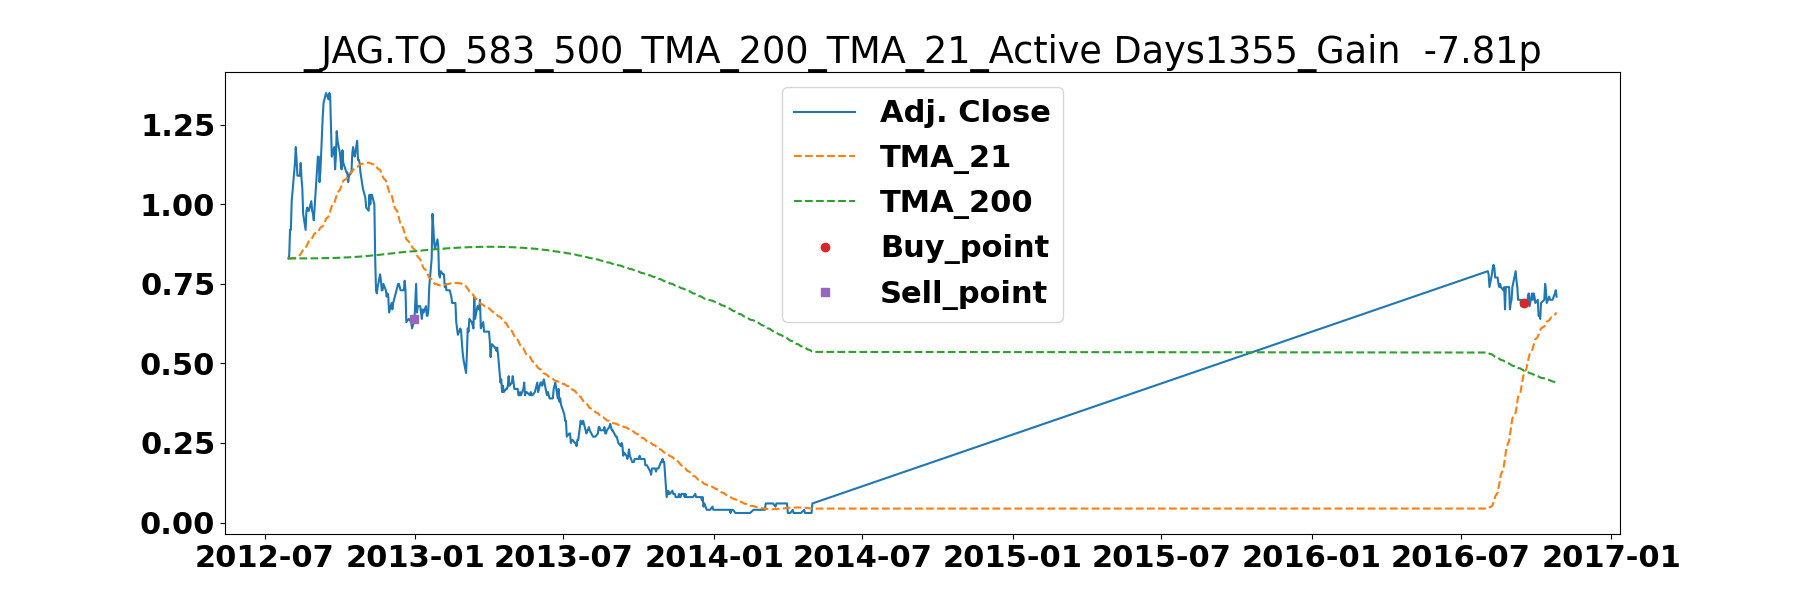 _JAG.TO_583_500_TMA_200_TMA_21_Active Days1355_Gain  -7.81p
1.25
1.00
0.75
0.50
0.25
0.00
Adj. Close
TMA_21
TMA_200
Buy_point
Sell_point
2012-07 2013-01 2013-07 2014-01 2014-07 2015-01 2015-07 2016-01 2016-07 2017-01